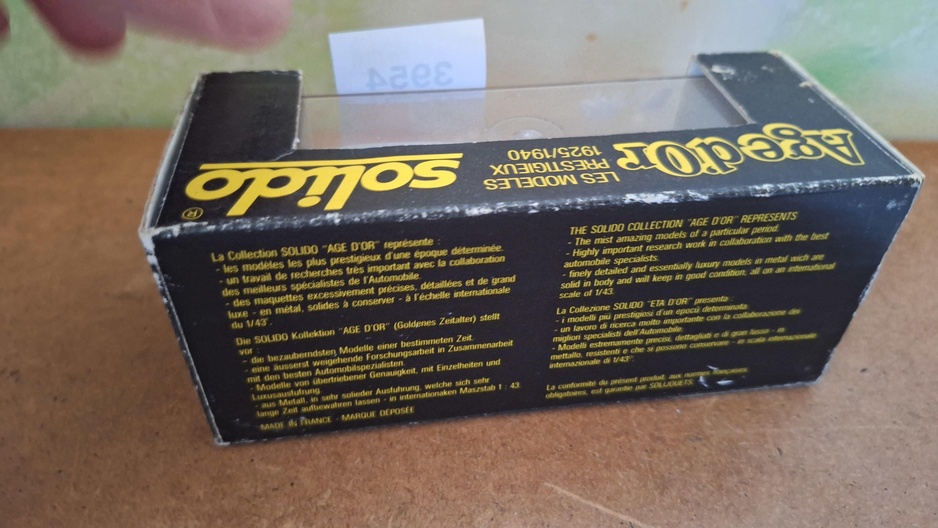 3954
Age d'Or
LES MODELES
PRESTIGIEUX
1925/1940
solido
®
La Collection SOLIDO "AGE D'OR" représente :
- les modèles les plus prestigieux d'une époque déterminée.
- un travail de recherches très important avec la collaboration
des meilleurs spécialistes de l'Automobile.
- des maquettes excessivement précises, détaillées et de grand
luxe - en métal, solides à conserver - à l'échelle internationale
du 1/43°.
Die SOLIDO Kollektion "AGE D'OR" (Goldenes Zeitalter) stellt
vor :
- die bezauberndsten Modelle einer bestimmten Zeit.
- eine äusserst weigehende Forschungsarbeit in Zusammenarbeit
mit den besten Automobilspezialisten.
- Modelle von übertriebener Genauigkeit, mit Einzelheiten und
Luxusausfuhrung.
- aus Metall, in sehr solieder Ausfuhrung, welche sich sehr
lange Zeit aufbewahren lassen - in internationaken Maszstab 1 : 43.
MADE IN FRANCE - MARQUE DÉPOSÉE
THE SOLIDO COLLECTION "AGE D'OR" REPRESENTS
- The mist amazing models of a particular period.
- Highly important research work in collaboration with the best
automobile specialists.
- finely detailed and essentially luxury models in metal wich are
solid in body and will keep in good condition, all on an international
scale of 1/43.
La Collezione SOLIDO "ETA D'OR" presenta :
- i modelli più prestigiosi d'un epocù determinata
- un lavoro di ricerca molto importante con la collaborazione dei
miglion specialisti dell'Automobile.
- Modelli estremamente precisi, dettagliati e di gran lusso - in
mettallo, resistenti e che si possono conservare - in scala internazionale
internazionale di 1/43°.
La conformité du présent produit, aux normes françaises
obligatoires, est garantie par SOLIJOUETS.